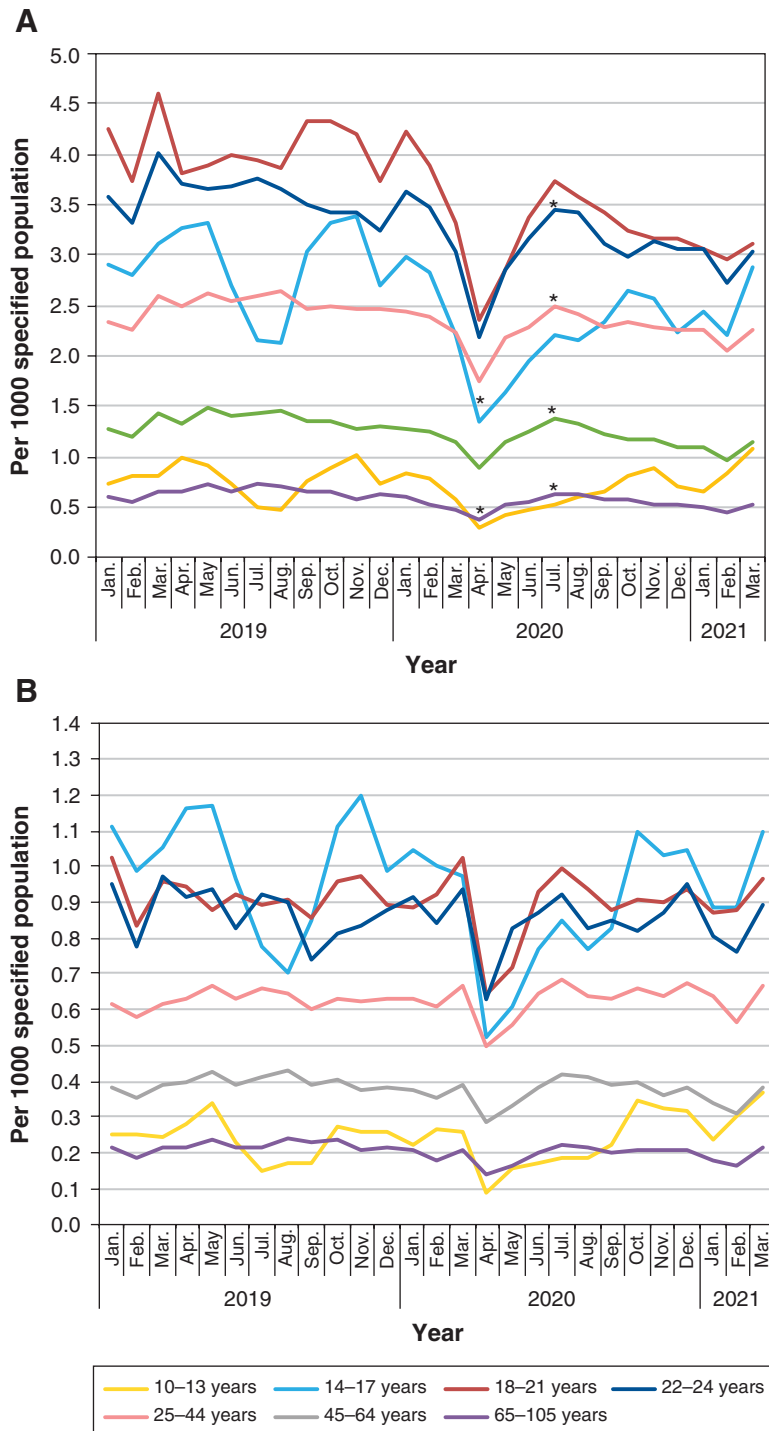 A
Per 1000 specified population
5.0
4.5
4.0
3.5
3.0
2.5
2.0
1.5
1.0
0.5
0.0
* * * * * *
Jan. Feb. Mar. Apr. May Jun. Jul. Aug. Sep. Oct. Nov. Dec. Jan. Feb. Mar. Apr. May Jun. Jul. Aug. Sep. Oct. Nov. Dec. Jan. Feb. Mar.
2019 2020 2021
Year
B
Per 1000 specified population
1.4
1.3
1.2
1.1
1.0
0.9
0.8
0.7
0.6
0.5
0.4
0.3
0.2
0.1
0.0
Jan. Feb. Mar. Apr. May Jun. Jul. Aug. Sep. Oct. Nov. Dec. Jan. Feb. Mar. Apr. May Jun. Jul. Aug. Sep. Oct. Nov. Dec. Jan. Feb. Mar.
2019 2020 2021
Year
10–13 years 14–17 years 18–21 years 22–24 years
25–44 years 45–64 years 65–105 years